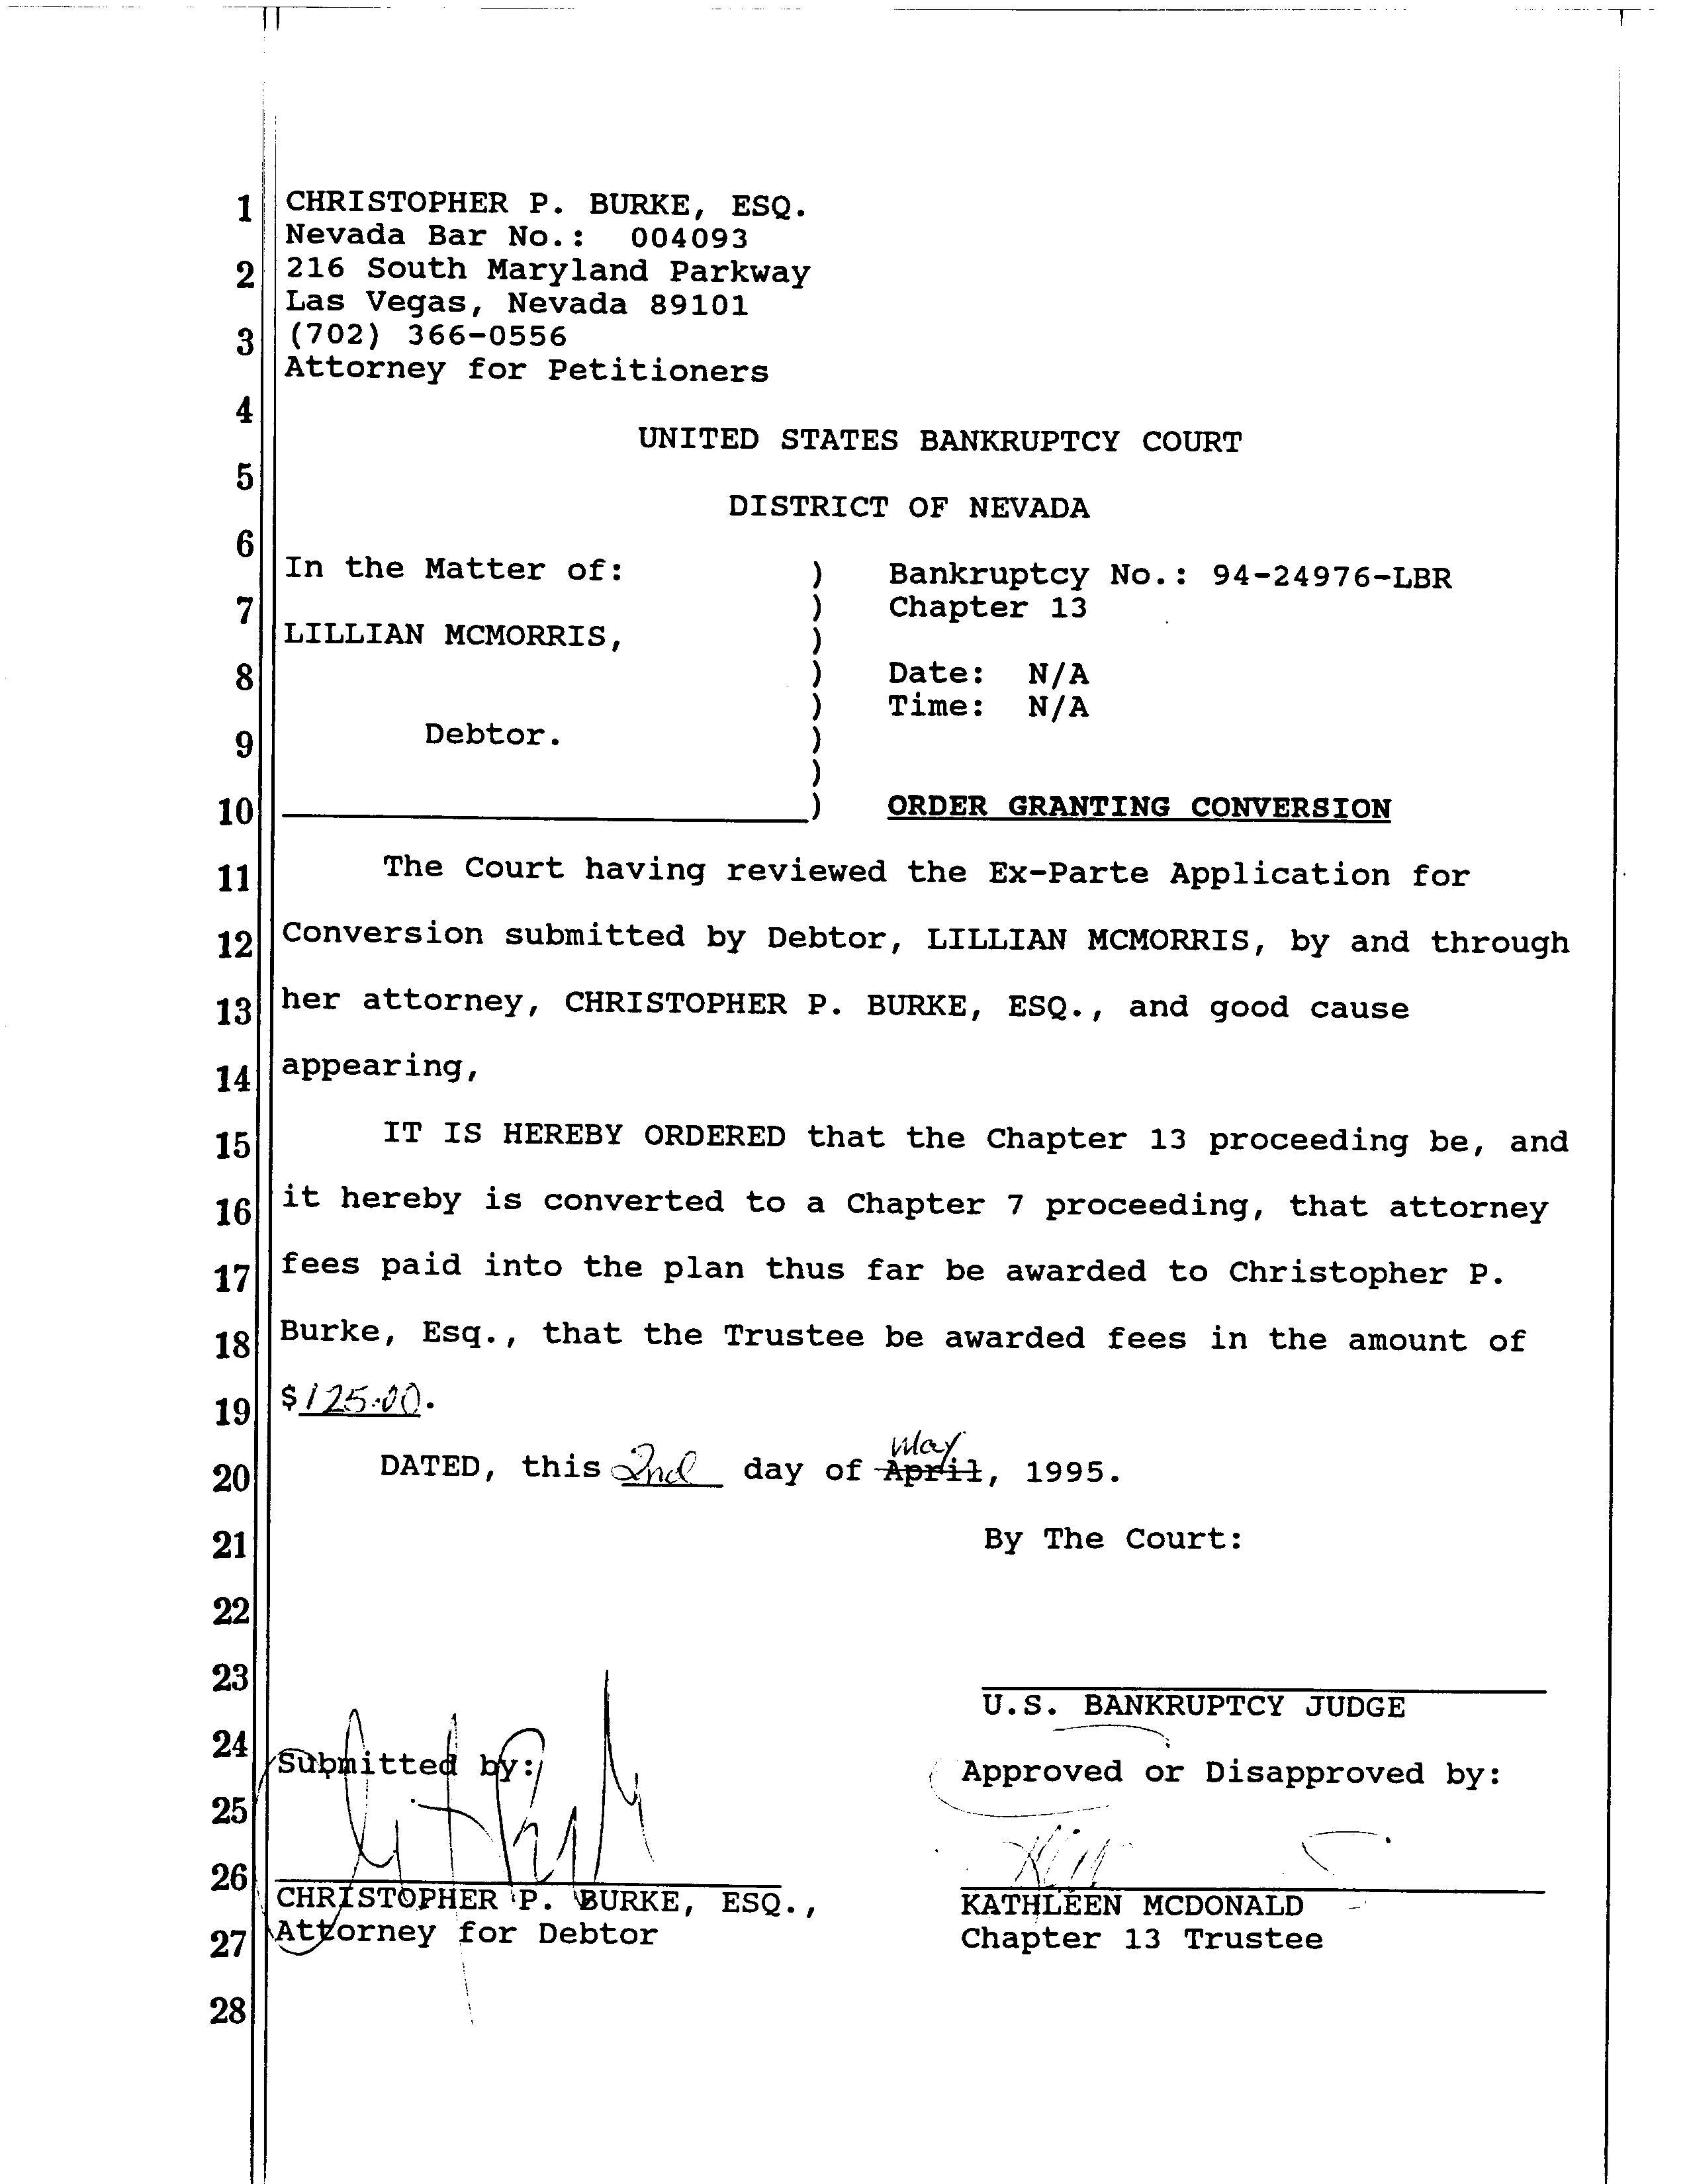 1 CHRISTOPHER P. BURKE, ESQ.
Nevada Bar No.: 004093
2 216 South Maryland Parkway
Las Vegas, Nevada 89101
3 (702) 366-0556
Attorney for Petitioners
4
UNITED STATES BANKRUPTCY COURT
5
DISTRICT OF NEVADA
6
In the Matter of: ) Bankruptcy No.: 94-24976-LBR
7 ) Chapter 13
LILLIAN MCMORRIS, )
8 ) Date: N/A
) Time: N/A
9 Debtor. )
)
10 ) ORDER GRANTING CONVERSION
11 The Court having reviewed the Ex-Parte Application for
12 Conversion submitted by Debtor, LILLIAN MCMORRIS, by and through
13 her attorney, CHRISTOPHER P. BURKE, ESQ., and good cause
14 appearing,
15 IT IS HEREBY ORDERED that the Chapter 13 proceeding be, and
16 it hereby is converted to a Chapter 7 proceeding, that attorney
17 fees paid into the plan thus far be awarded to Christopher P.
18 Burke, Esq., that the Trustee be awarded fees in the amount of
19 $125.00.
May
20 DATED, this 2nd day of April, 1995.
21 By The Court:
22
23
U.S. BANKRUPTCY JUDGE
24 Submitted by: Approved or Disapproved by:
25
26
CHRISTOPHER P. BURKE, ESQ., KATHLEEN MCDONALD
27 Attorney for Debtor Chapter 13 Trustee
28